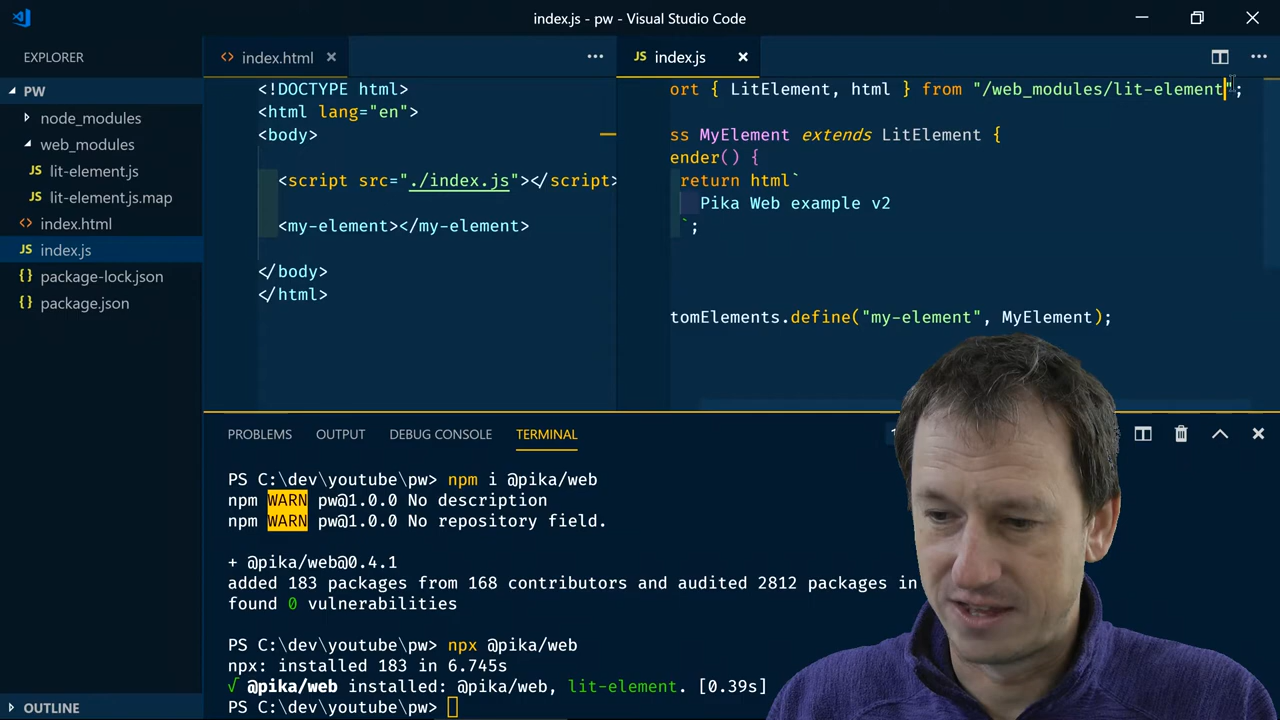 index.js - pw - Visual Studio Code
EXPLORER
PW
node_modules
web_modules
JS lit-element.js
JS lit-element.js.map
<> index.html
JS index.js
{} package-lock.json
{} package.json
OUTLINE
<> index.html
<!DOCTYPE html>
<html lang="en">
<body>
<script src="./index.js"></script>
<my-element></my-element>
</body>
</html>
JS index.js
ort { LitElement, html } from "/web_modules/lit-element";
ss MyElement extends LitElement {
ender() {
return html`
Pika Web example v2
`;
tomElements.define("my-element", MyElement);
PROBLEMS OUTPUT DEBUG CONSOLE TERMINAL
PS C:\dev\youtube\pw> npm i @pika/web
npm WARN pw@1.0.0 No description
npm WARN pw@1.0.0 No repository field.
+ @pika/web@0.4.1
added 183 packages from 168 contributors and audited 2812 packages in
found 0 vulnerabilities
PS C:\dev\youtube\pw> npx @pika/web
npx: installed 183 in 6.745s
√ @pika/web installed: @pika/web, lit-element. [0.39s]
PS C:\dev\youtube\pw>